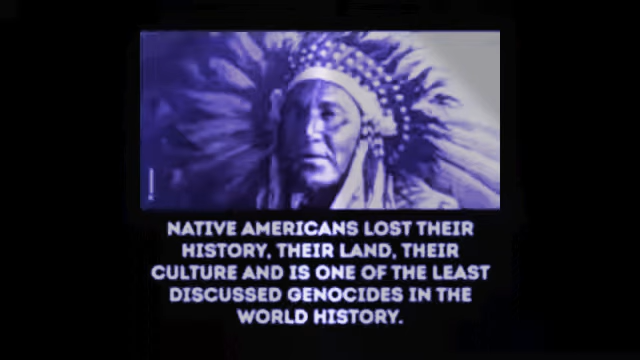 NATIVE AMERICANS LOST THEIR
HISTORY, THEIR LAND, THEIR
CULTURE AND IS ONE OF THE LEAST
DISCUSSED GENOCIDES IN THE
WORLD HISTORY.